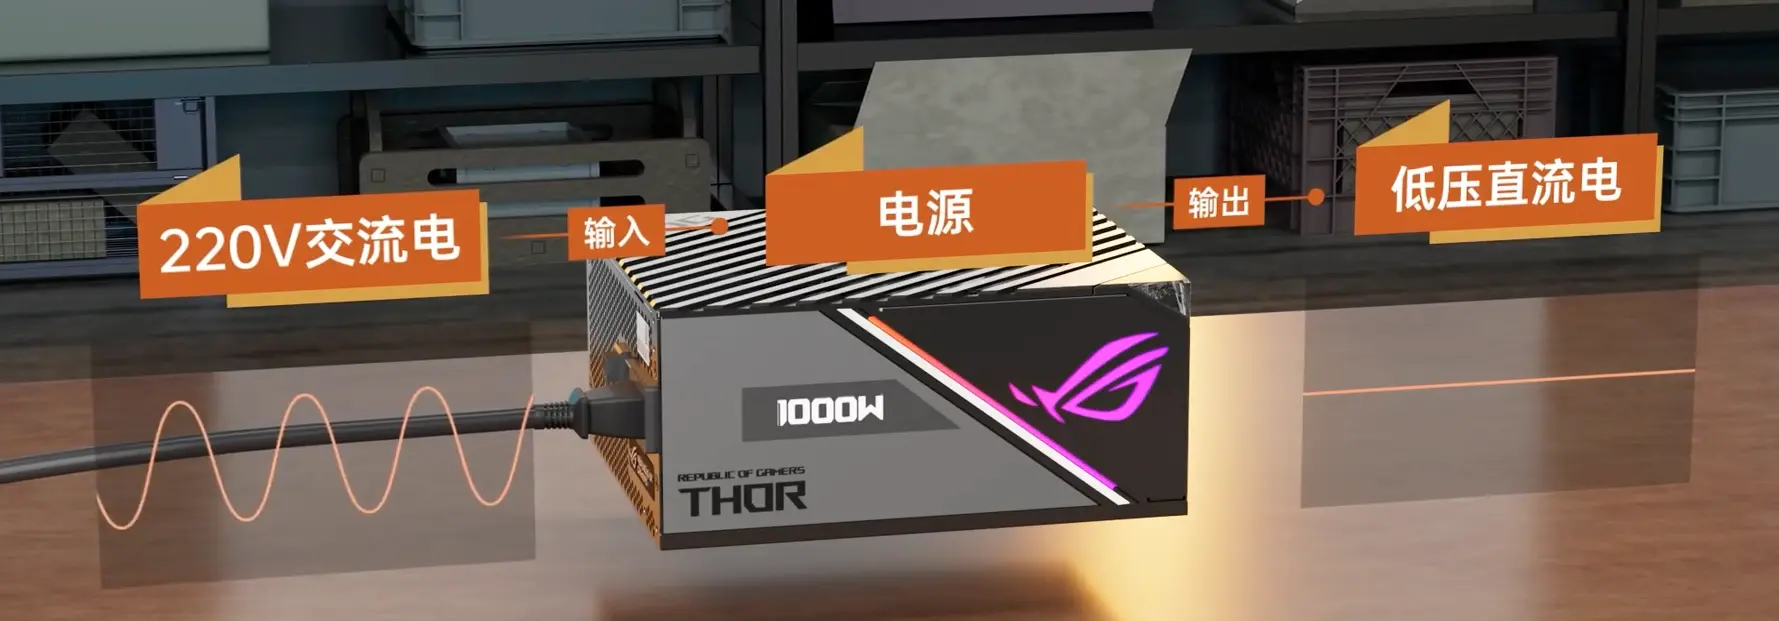 220V交流电
输入
电源
输出
低压直流电
1000W
REPUBLIC OF GAMERS
THOR